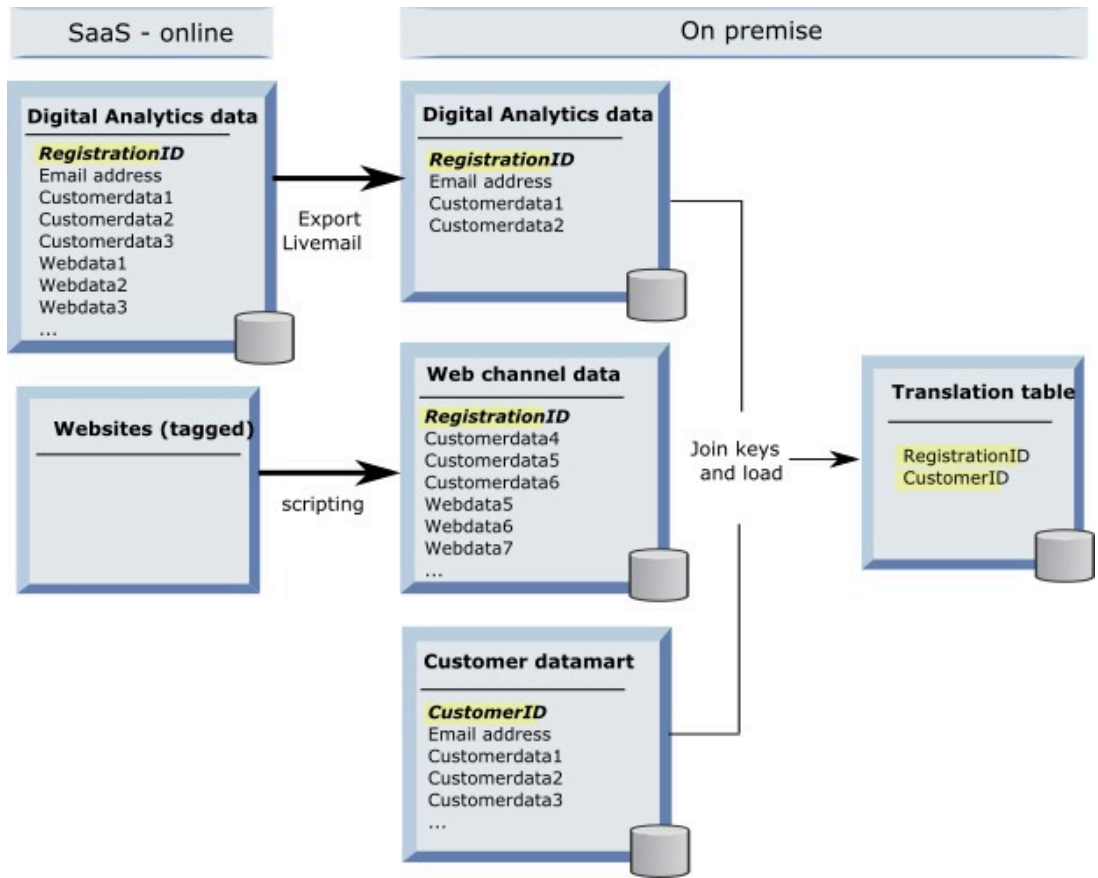 SaaS - online
On premise
Digital Analytics data
RegistrationID
Email address
Customerdata1
Customerdata2
Customerdata3
Webdata1
Webdata2
Webdata3
...
Export
Livemail
Digital Analytics data
RegistrationID
Email address
Customerdata1
Customerdata2
Websites (tagged)
scripting
Web channel data
RegistrationID
Customerdata4
Customerdata5
Customerdata6
Webdata5
Webdata6
Webdata7
...
Customer datamart
CustomerID
Email address
Customerdata1
Customerdata2
Customerdata3
...
Join keys
and load
Translation table
RegistrationID
CustomerID